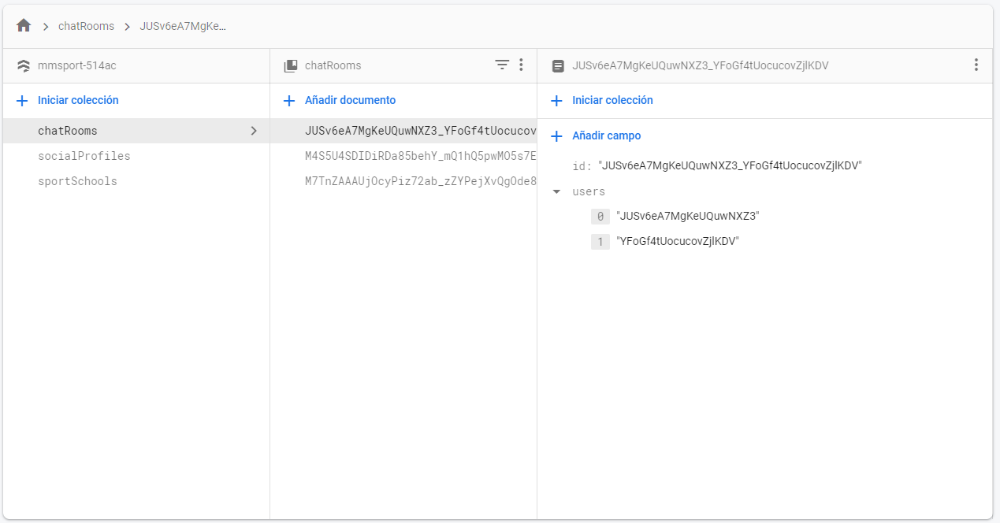 chatRooms > JUSv6eA7MgKe...
mmsport-514ac
Iniciar colección
chatRooms
socialProfiles
sportSchools
chatRooms
Añadir documento
JUSv6eA7MgKeUQuwNXZ3_YFoGf4tUocucov
M4S5U4SDIDiRDa85behY_mQ1hQ5pwMO5s7E
M7TnZAAAUjOcyPiz72ab_zZYPejXvQgOde8
JUSv6eA7MgKeUQuwNXZ3_YFoGf4tUocucovZjlKDV
Iniciar colección
Añadir campo
id: "JUSv6eA7MgKeUQuwNXZ3_YFoGf4tUocucovZjlKDV"
users
0 "JUSv6eA7MgKeUQuwNXZ3"
1 "YFoGf4tUocucovZjlKDV"